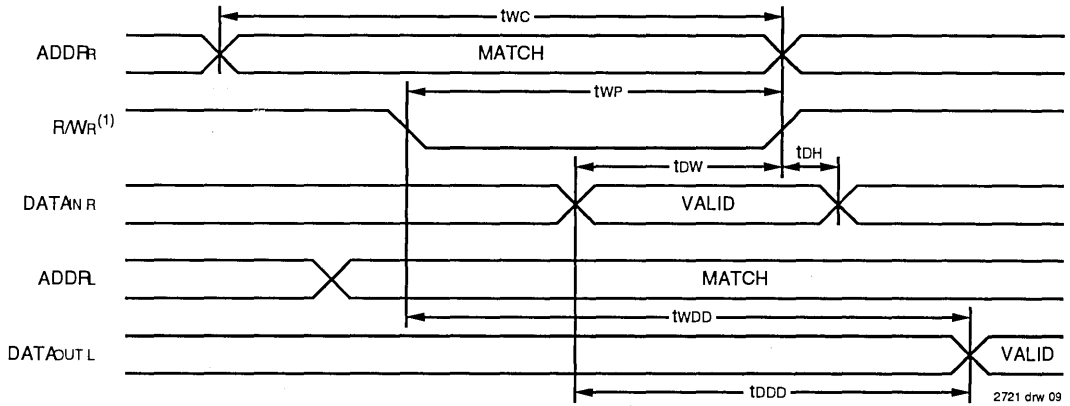 tWC
ADDRR
MATCH
tWP
R/WR(1)
tDW
tDH
DATAIN R
VALID
ADDRL
MATCH
tWDD
DATAOUT L
VALID
tDDD
2721 drw 09